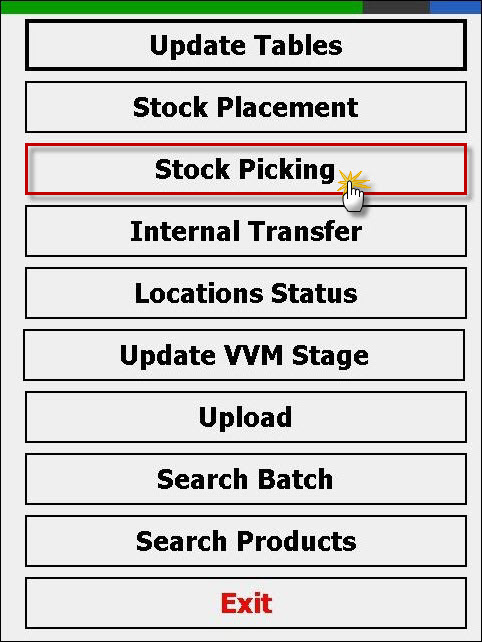 Update Tables
Stock Placement
Stock Picking
Internal Transfer
Locations Status
Update VVM Stage
Upload
Search Batch
Search Products
Exit